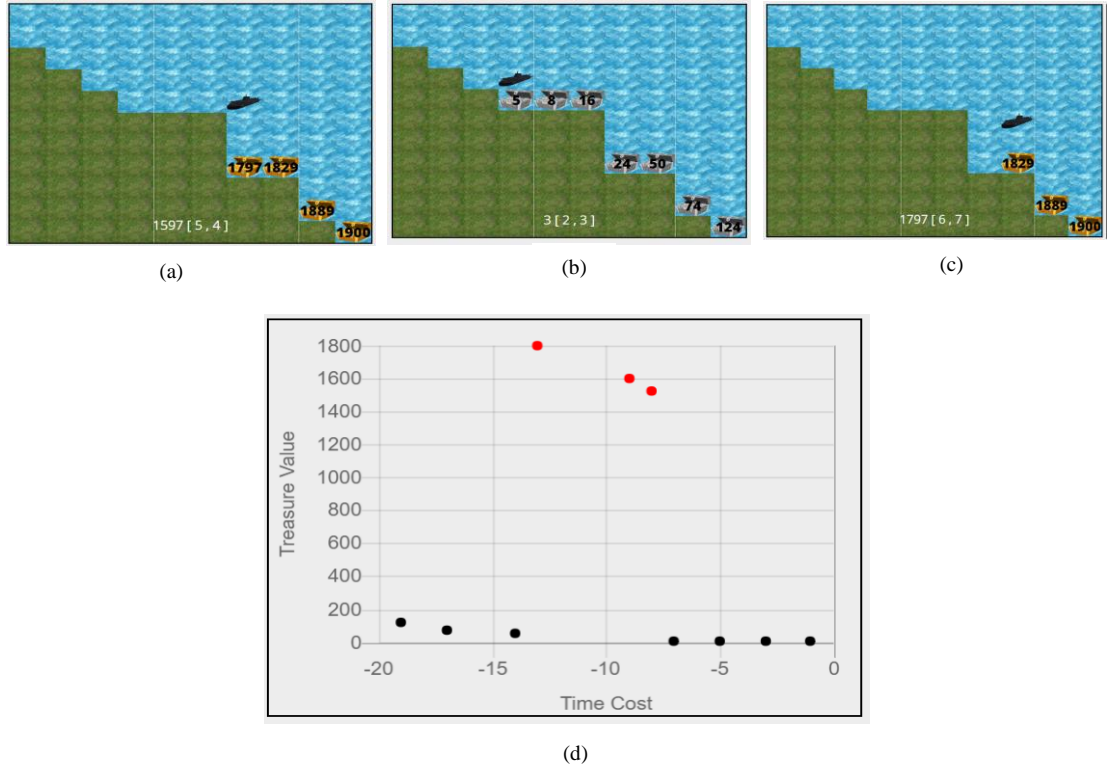 1797 1829
1889
1597 [ 5 , 4 ]
1900
(a)
5 8 16
24 50
74
3 [ 2 , 3 ]
124
(b)
1829
1889
1797 [ 6 , 7 ]
1900
(c)
1800
1600
1400
1200
1000
800
600
400
200
0
Treasure Value
-20 -15 -10 -5 0
Time Cost
(d)